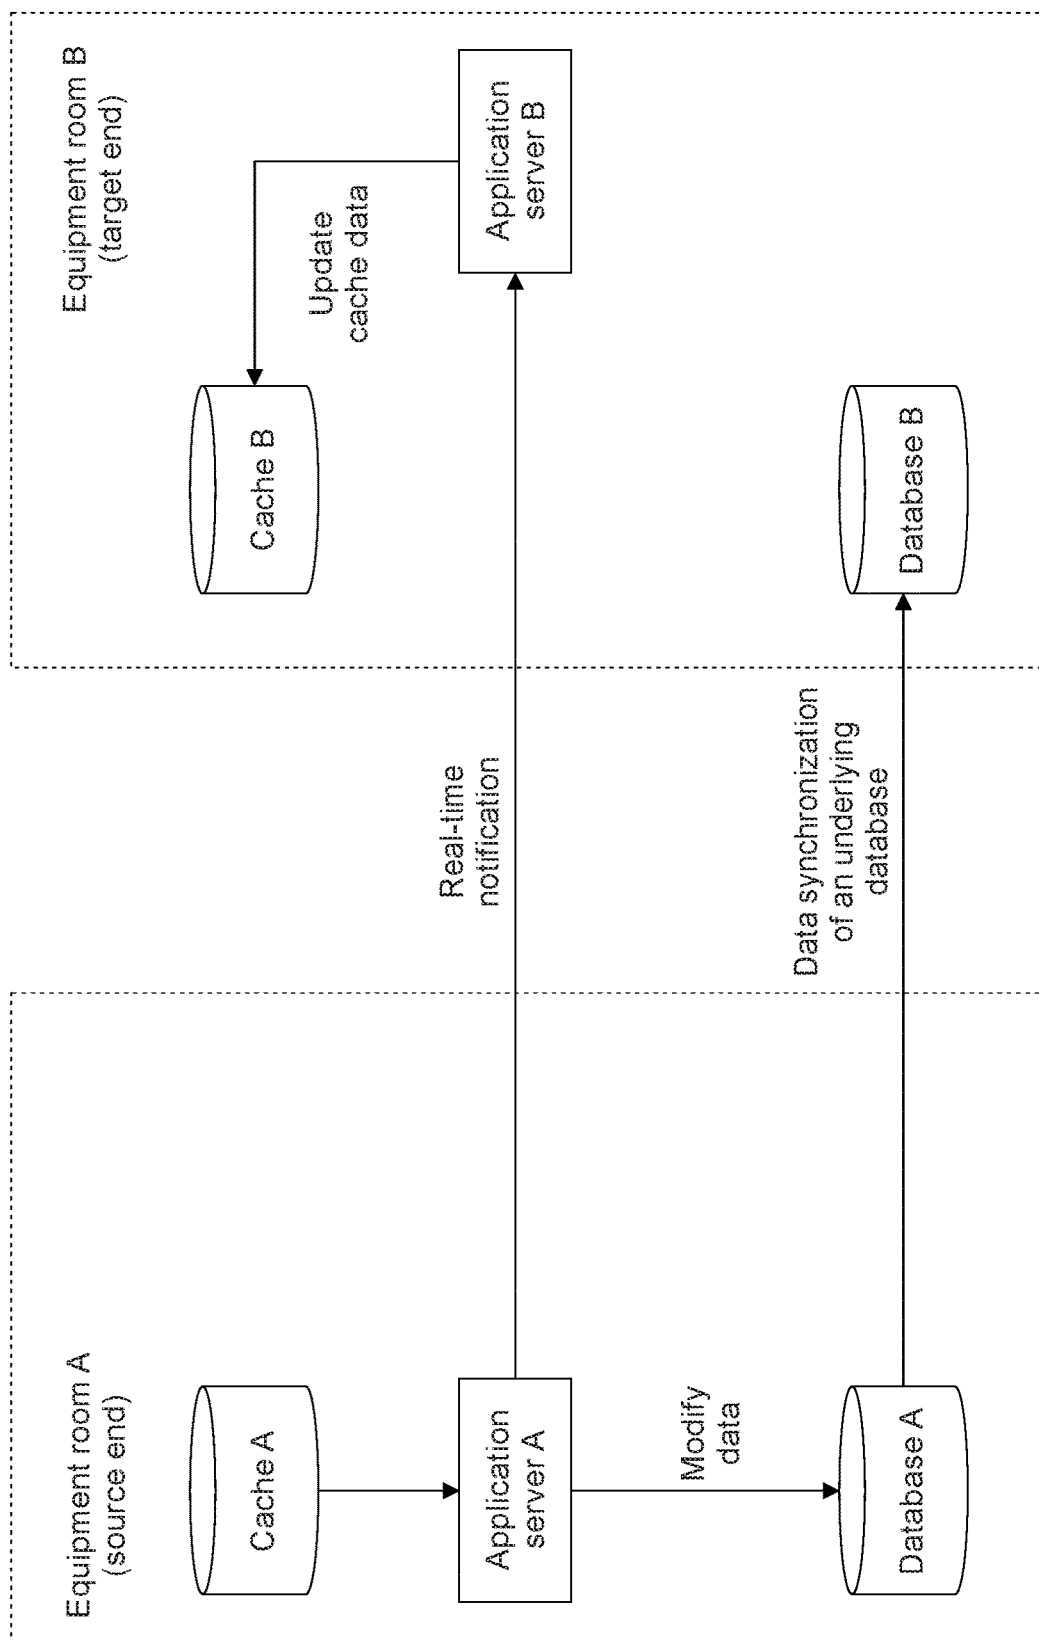 Equipment room A
(source end)
Cache A
Application
server A
Modify
data
Database A
Real-time
notification
Data synchronization
of an underlying
database
Equipment room B
(target end)
Cache B
Update
cache data
Application
server B
Database B